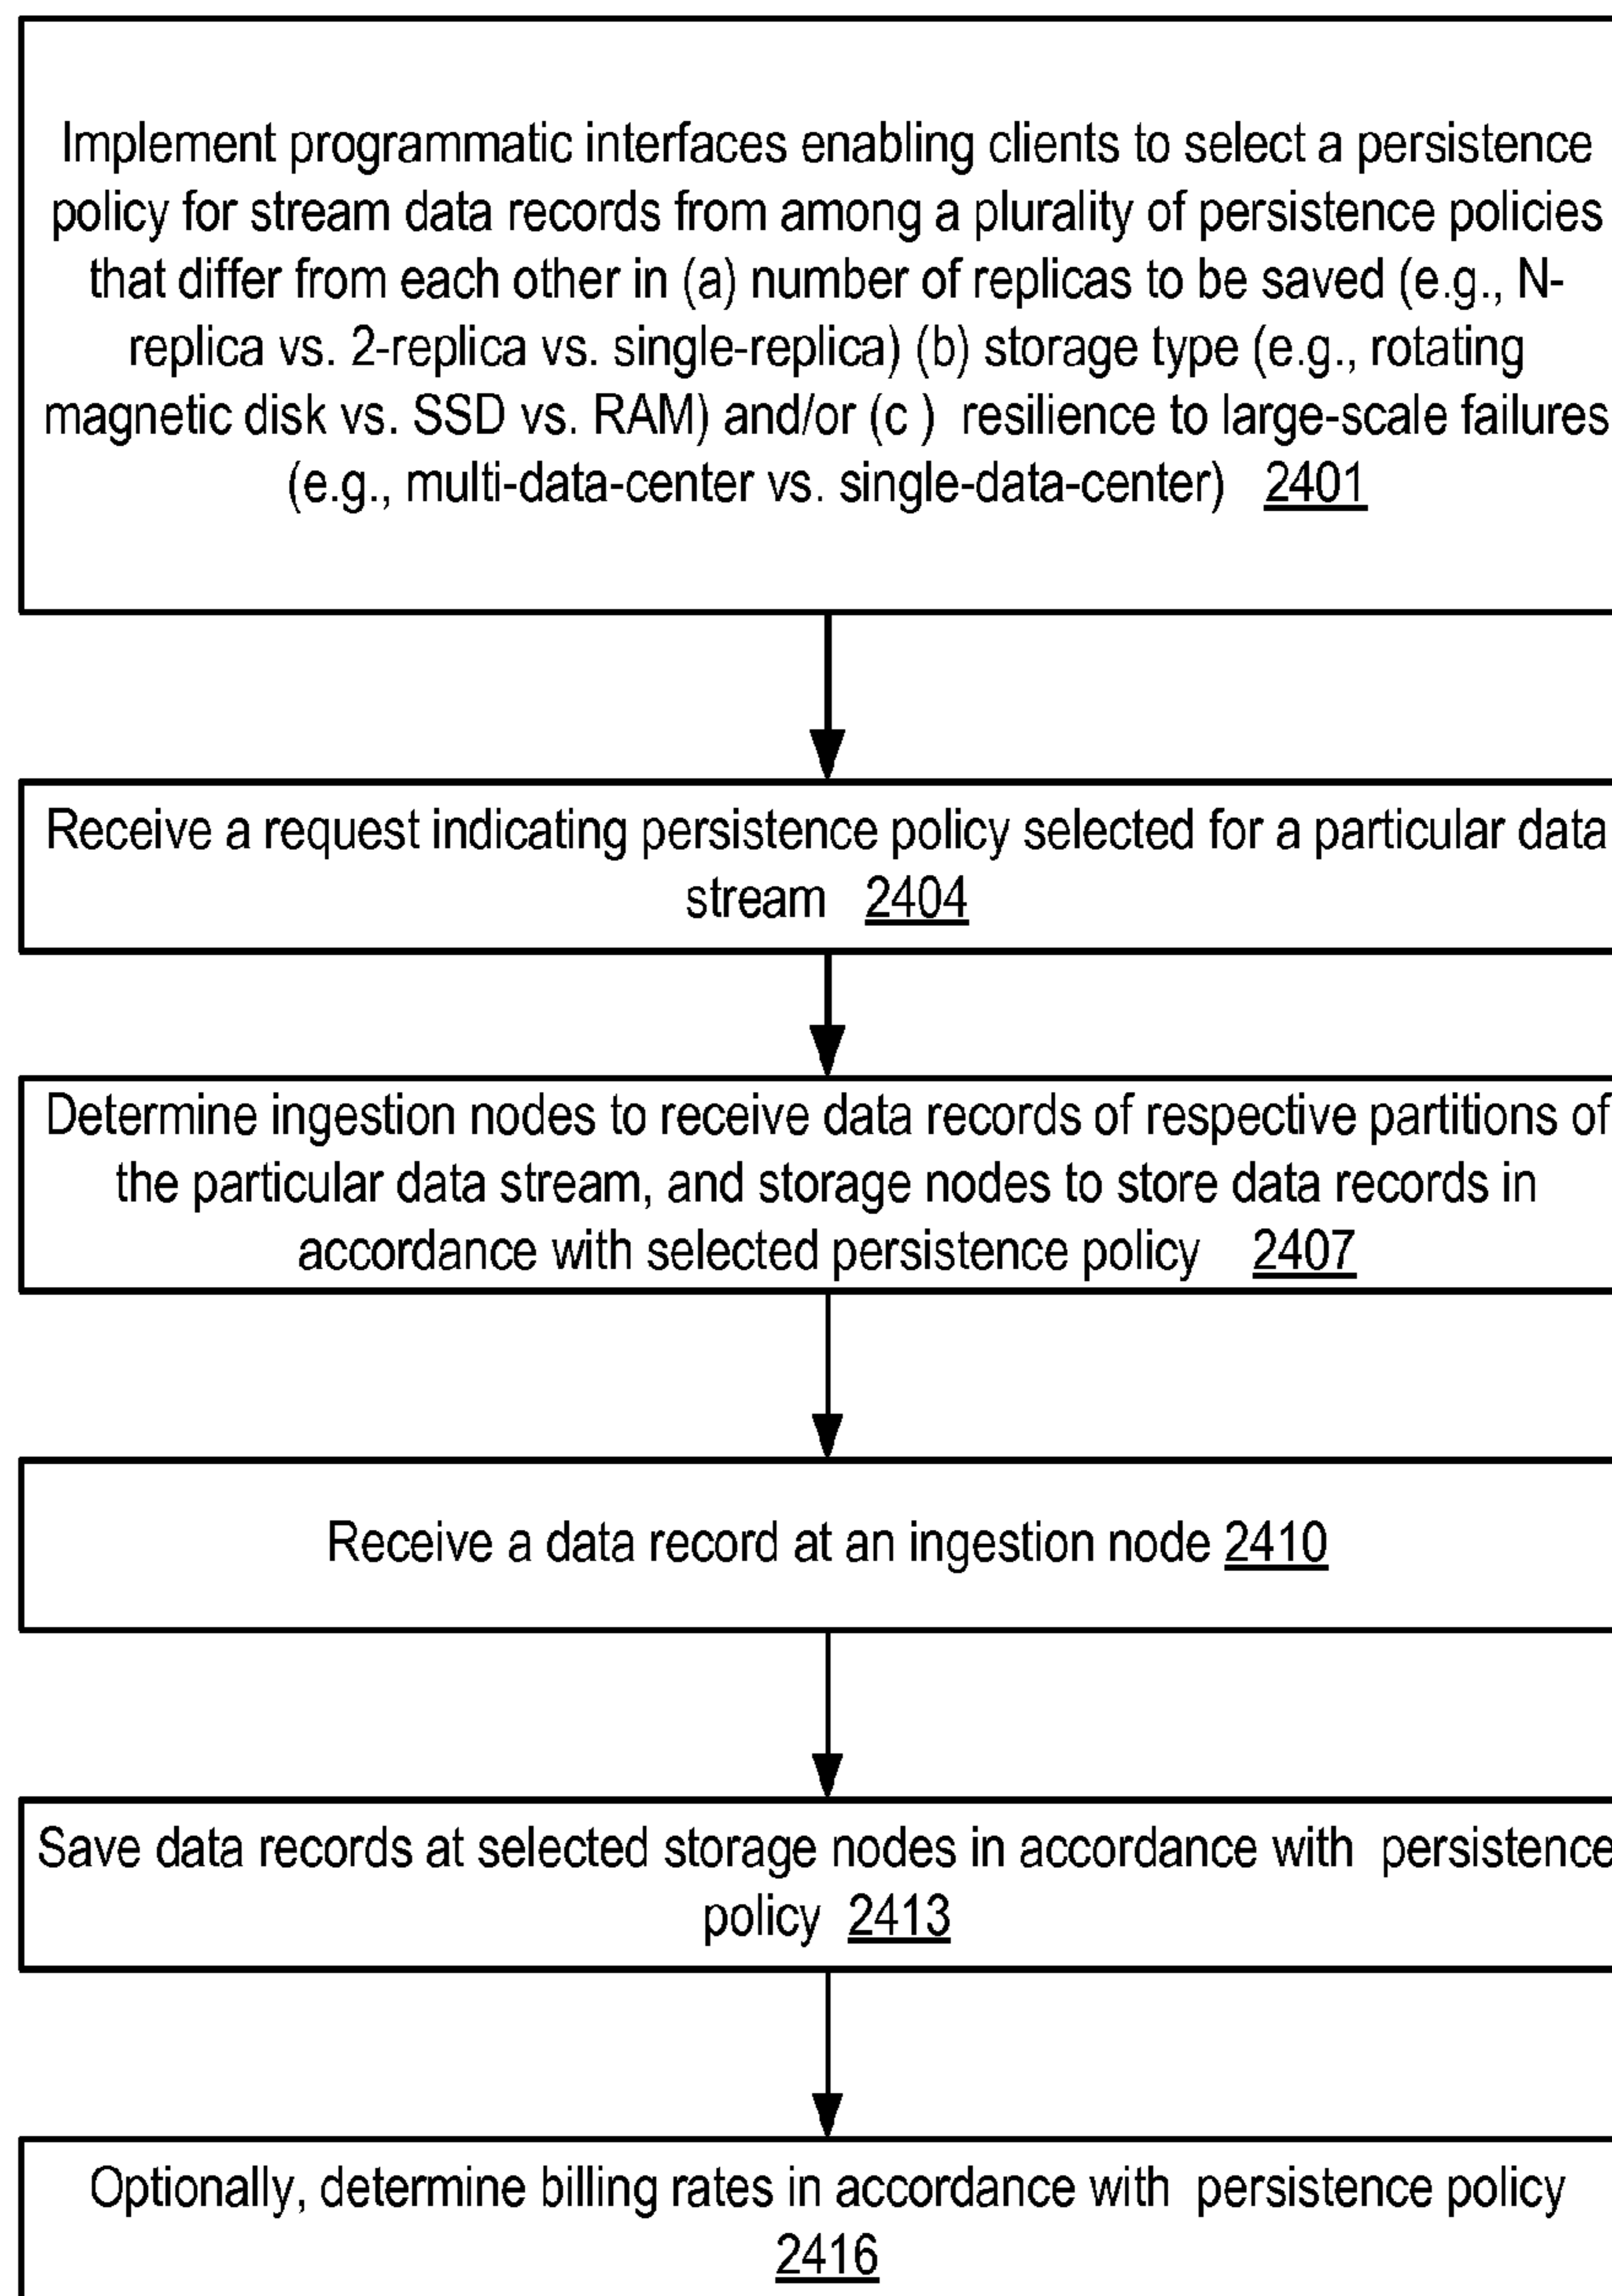 Implement programmatic interfaces enabling clients to select a persistence
policy for stream data records from among a plurality of persistence policies
that differ from each other in (a) number of replicas to be saved (e.g., N-
replica vs. 2-replica vs. single-replica) (b) storage type (e.g., rotating
magnetic disk vs. SSD vs. RAM) and/or (c ) resilience to large-scale failures
(e.g., multi-data-center vs. single-data-center) 2401
Receive a request indicating persistence policy selected for a particular data
stream 2404
Determine ingestion nodes to receive data records of respective partitions of
the particular data stream, and storage nodes to store data records in
accordance with selected persistence policy 2407
Receive a data record at an ingestion node 2410
Save data records at selected storage nodes in accordance with persistence
policy 2413
Optionally, determine billing rates in accordance with persistence policy
2416